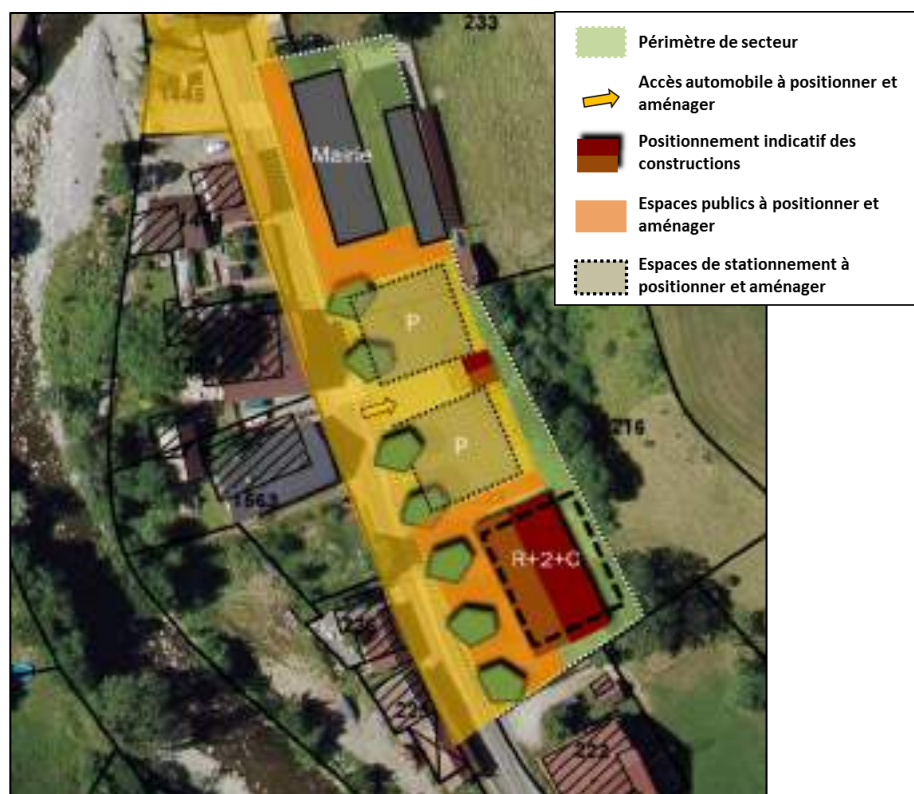 233
Périmètre de secteur
Accès automobile à positionner et
aménager
Positionnement indicatif des
constructions
Espaces publics à positionner et
aménager
Espaces de stationnement à
positionner et aménager
Mairie
P
P
216
1563
R+2+C
222